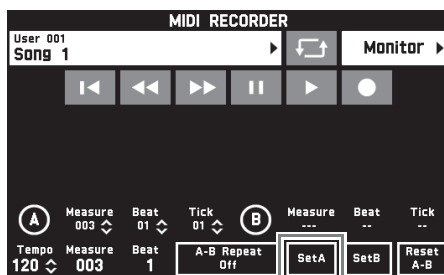 MIDI RECORDER
User 001
Song 1
Monitor
A
Measure Beat Tick
003 01 01
B
Measure Beat Tick
--- -- --
Tempo Measure Beat
120 003 1
A-B Repeat
Off
SetA
SetB
Reset
A-B